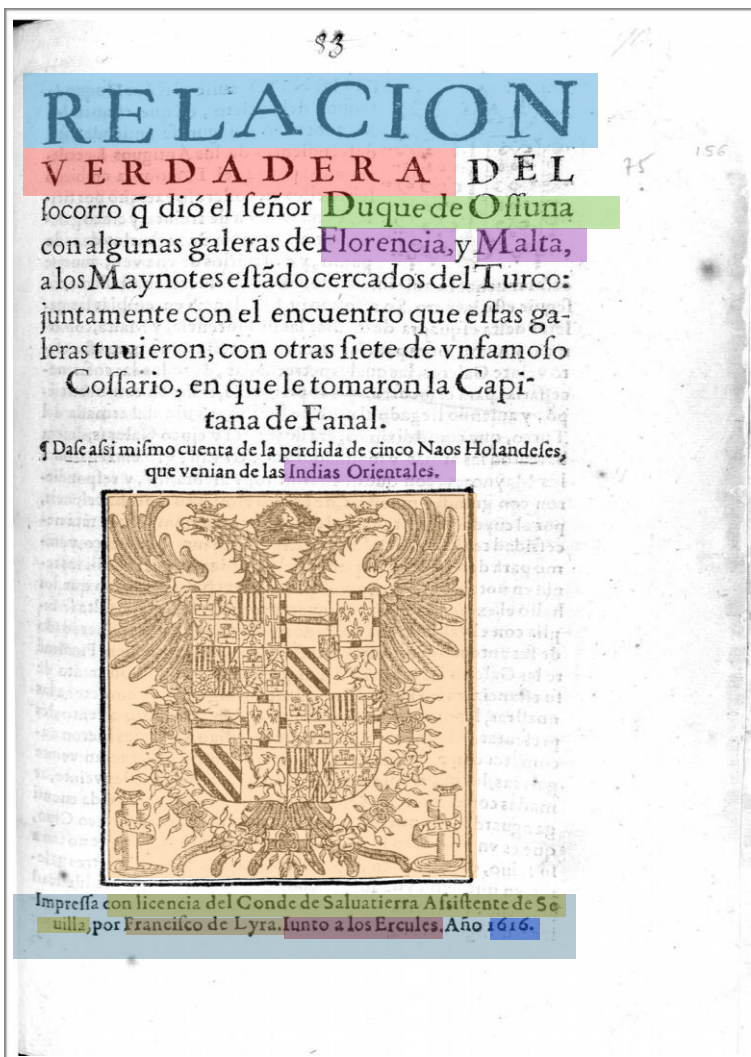 83
RELACION
VERDADERA DEL
75
156
ſocorro q̃ dió el ſeñor Duque de Oſſuna
con algunas galeras de Florencia, y Malta,
a los Maynotes eſtãdo cercados del Turco:
juntamente con el encuentro que eſtas ga-
leras tuuieron, con otras ſiete de vn famoſo
Coſſario, en que le tomaron la Capi-
tana de Fanal.
¶ Daſe aſsi miſmo cuenta de la perdida de cinco Naos Holandeſes,
que venian de las Indias Orientales.
PLVS
VLTRA
Impreſſa con licencia del Conde de Saluatierra Aſsiſtente de Se
uilla, por Franciſco de Lyra. Iunto a los Ercules. Año 1616.